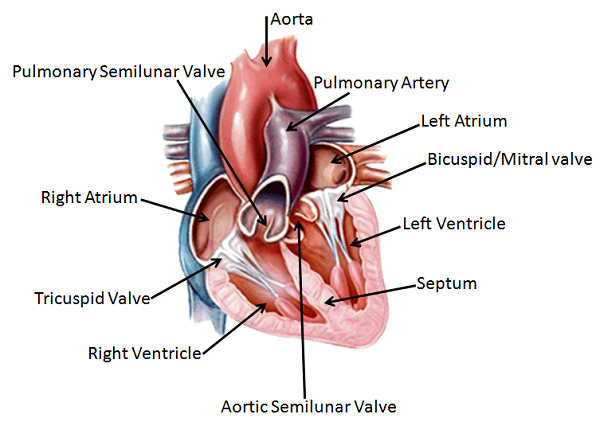 Aorta
Pulmonary Semilunar Valve
Pulmonary Artery
Left Atrium
Bicuspid/Mitral valve
Right Atrium
Left Ventricle
Septum
Tricuspid Valve
Right Ventricle
Aortic Semilunar Valve